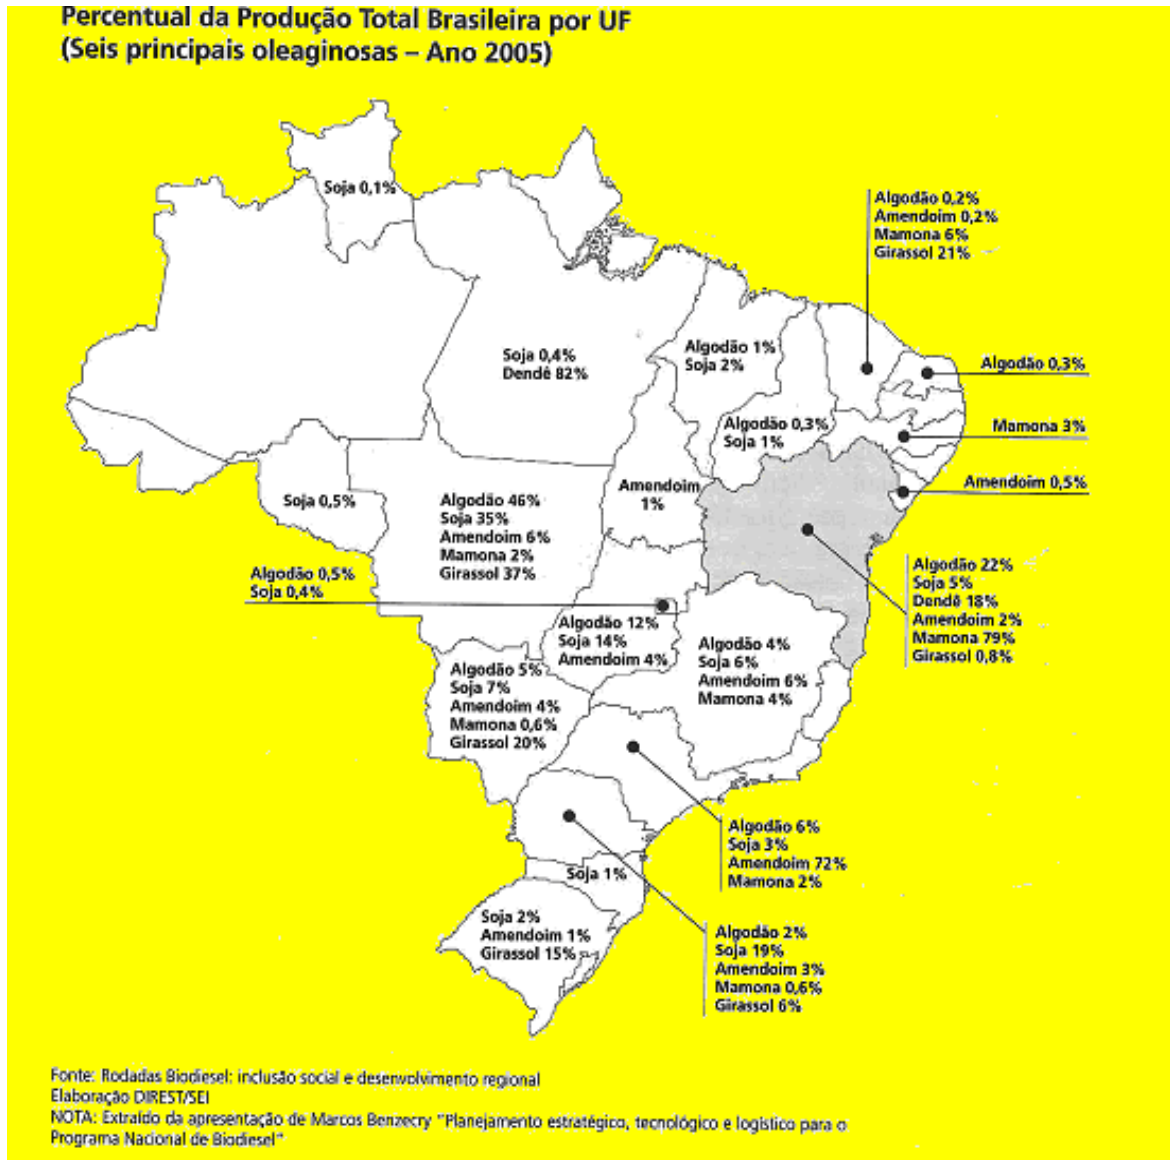 Percentual da Produção Total Brasileira por UF
(Seis principais oleaginosas – Ano 2005)
Soja 0,1%
Algodão 0,2%
Amendoim 0,2%
Mamona 6%
Girassol 21%
Soja 0,4%
Dendê 82%
Algodão 1%
Soja 2%
Algodão 0,3%
Algodão 0,3%
Soja 1%
Mamona 3%
Amendoim 0,5%
Amendoim
1%
Soja 0,5%
Algodão 46%
Soja 35%
Amendoim 6%
Mamona 2%
Girassol 37%
Algodão 0,5%
Soja 0,4%
Algodão 22%
Soja 5%
Dendê 18%
Amendoim 2%
Mamona 79%
Girassol 0,8%
Algodão 12%
Soja 14%
Amendoim 4%
Algodão 4%
Soja 6%
Amendoim 6%
Mamona 4%
Algodão 5%
Soja 7%
Amendoim 4%
Mamona 0,6%
Girassol 20%
Algodão 6%
Soja 3%
Amendoim 72%
Mamona 2%
Soja 1%
Soja 2%
Amendoim 1%
Girassol 15%
Algodão 2%
Soja 19%
Amendoim 3%
Mamona 0,6%
Girassol 6%
Fonte: Rodadas Biodiesel: inclusão social e desenvolvimento regional
Elaboração DIREST/SEI
NOTA: Extraído da apresentação de Marcos Benzecry "Planejamento estratégico, tecnológico e logístico para o
Programa Nacional de Biodiesel"